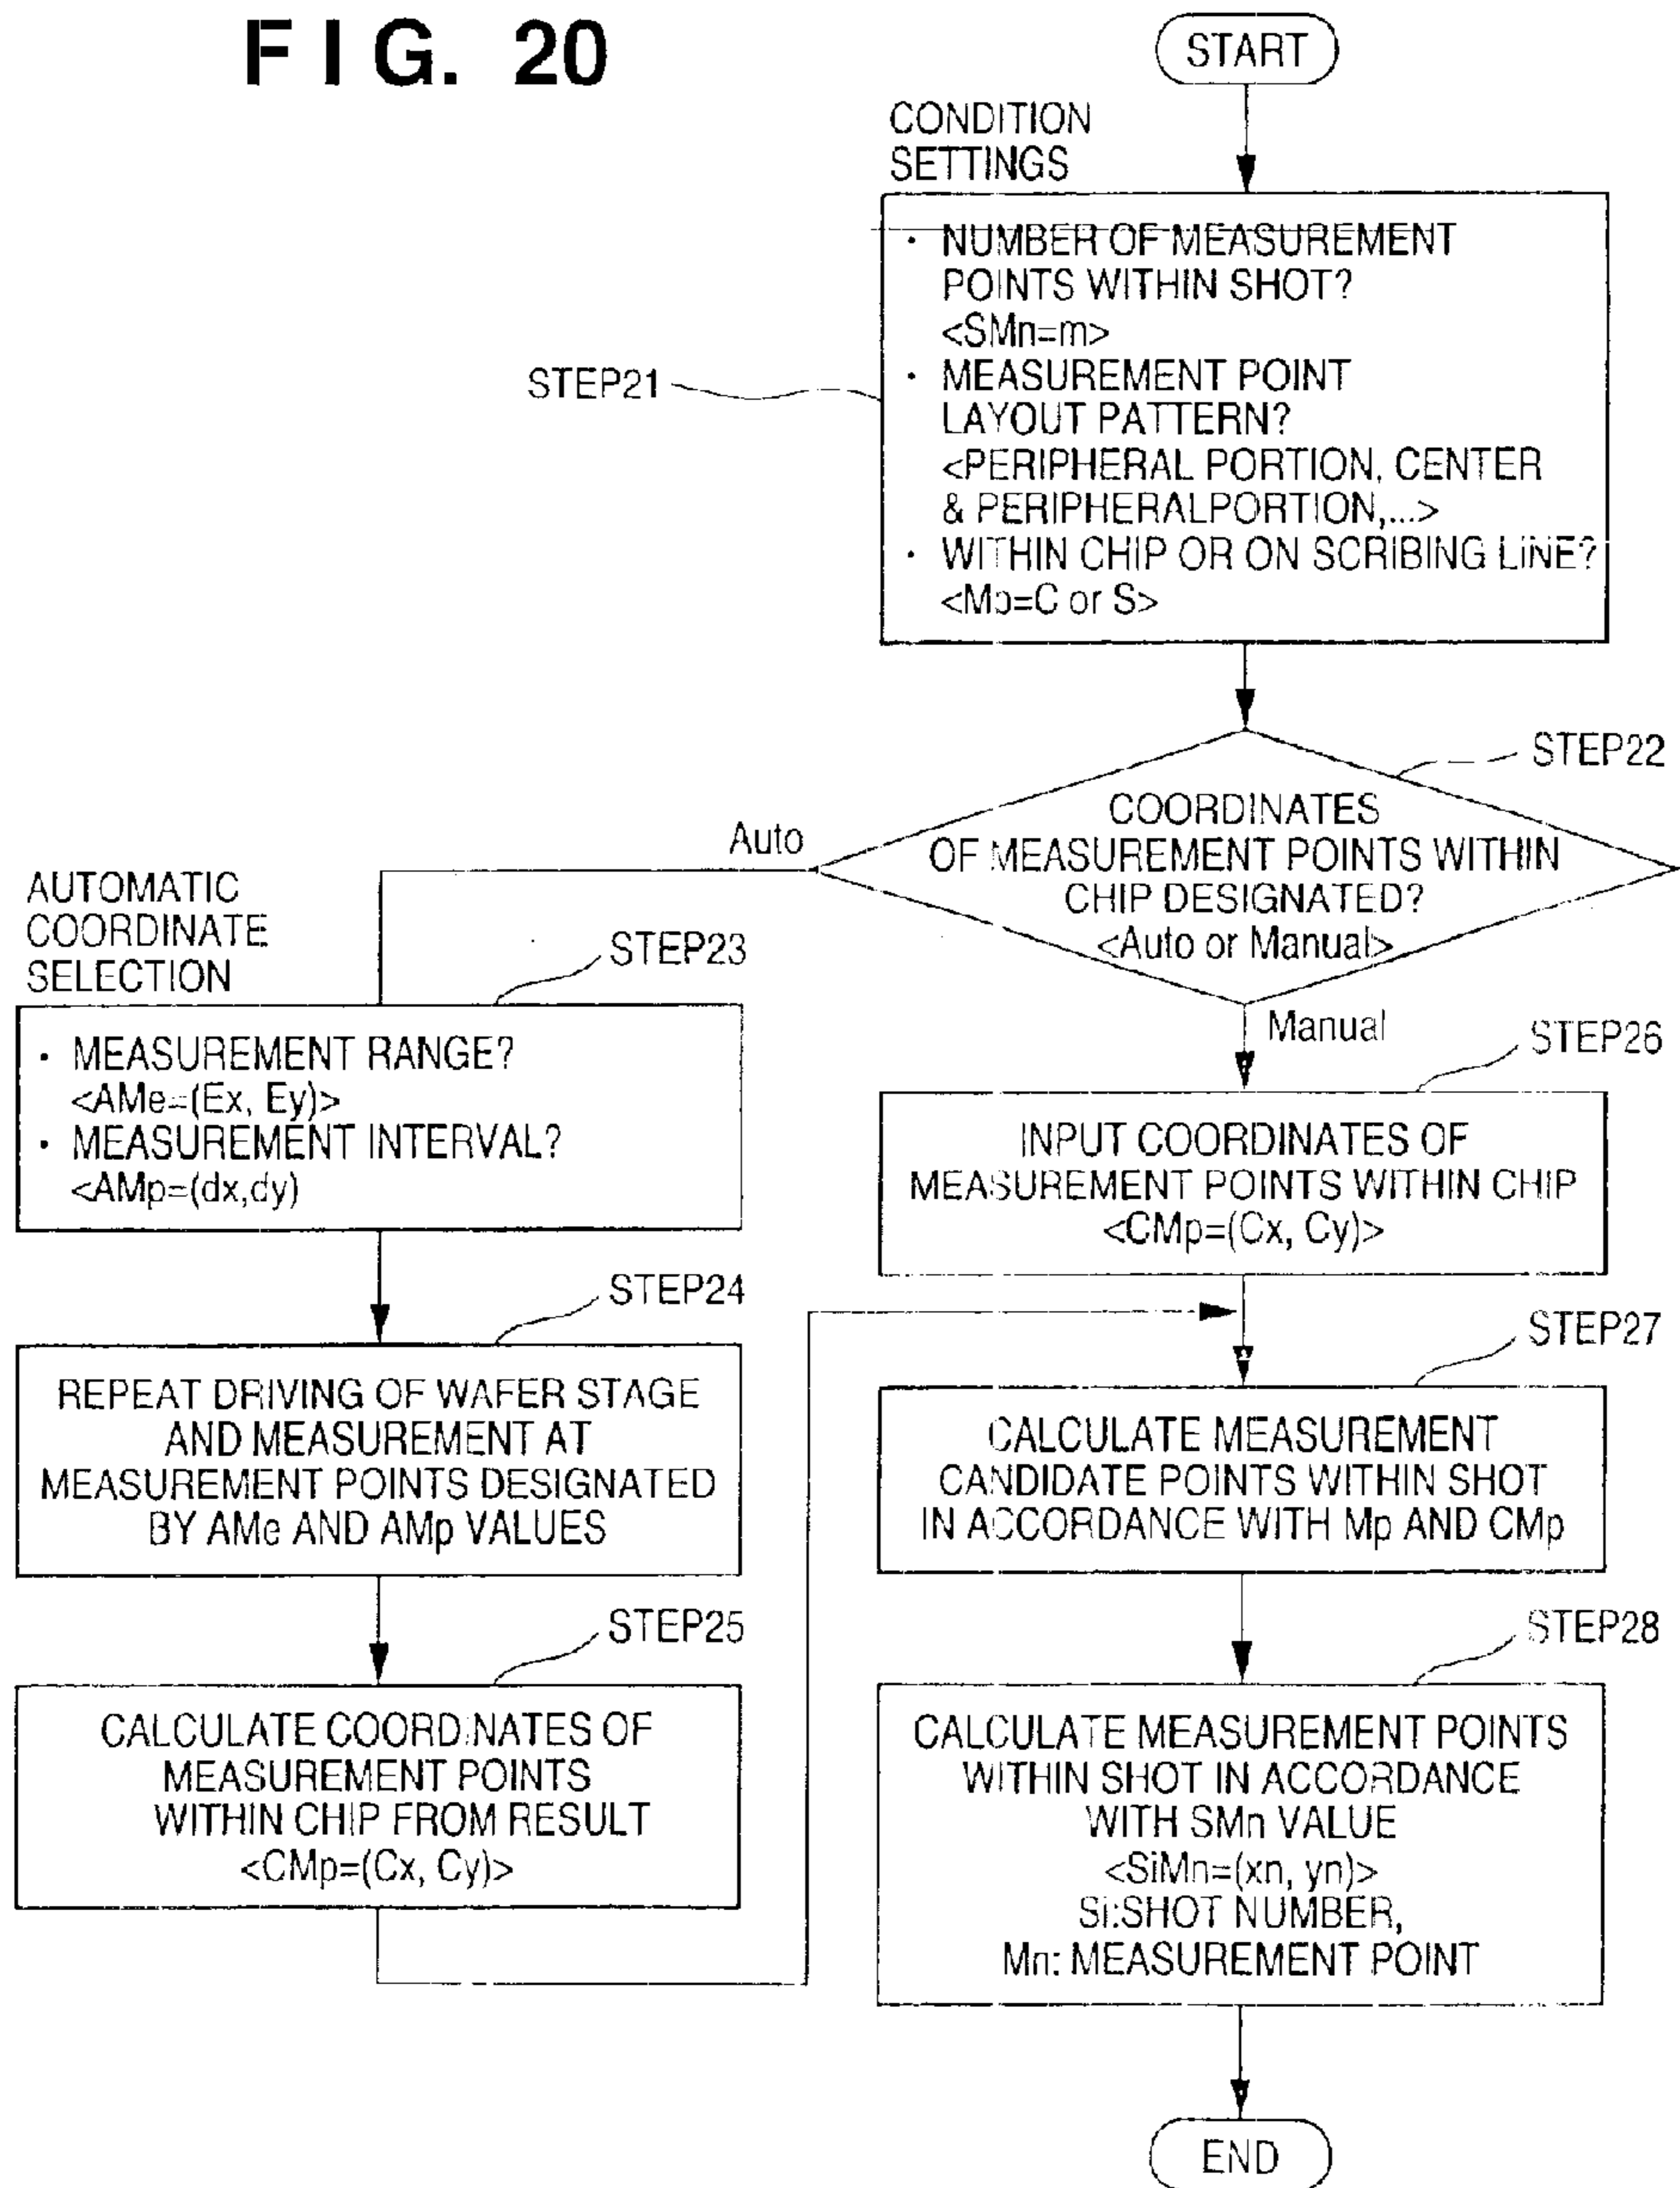 FIG. 20
START
CONDITION
SETTINGS
· NUMBER OF MEASUREMENT
POINTS WITHIN SHOT?
<SMn=m>
· MEASUREMENT POINT
LAYOUT PATTERN?
<PERIPHERAL PORTION, CENTER
& PERIPHERALPORTION,...>
· WITHIN CHIP OR ON SCRIBING LINE?
<Mp=C or S>
STEP21
STEP22
COORDINATES
OF MEASUREMENT POINTS WITHIN
CHIP DESIGNATED?
<Auto or Manual>
Auto
Manual
AUTOMATIC
COORDINATE
SELECTION
STEP23
· MEASUREMENT RANGE?
<AMe=(Ex, Ey)>
· MEASUREMENT INTERVAL?
<AMp=(dx,dy)
STEP24
REPEAT DRIVING OF WAFER STAGE
AND MEASUREMENT AT
MEASUREMENT POINTS DESIGNATED
BY AMe AND AMp VALUES
STEP25
CALCULATE COORDINATES OF
MEASUREMENT POINTS
WITHIN CHIP FROM RESULT
<CMp=(Cx, Cy)>
STEP26
INPUT COORDINATES OF
MEASUREMENT POINTS WITHIN CHIP
<CMp=(Cx, Cy)>
STEP27
CALCULATE MEASUREMENT
CANDIDATE POINTS WITHIN SHOT
IN ACCORDANCE WITH Mp AND CMp
STEP28
CALCULATE MEASUREMENT POINTS
WITHIN SHOT IN ACCORDANCE
WITH SMn VALUE
<SiMn=(xn, yn)>
Si:SHOT NUMBER,
Mn: MEASUREMENT POINT
END